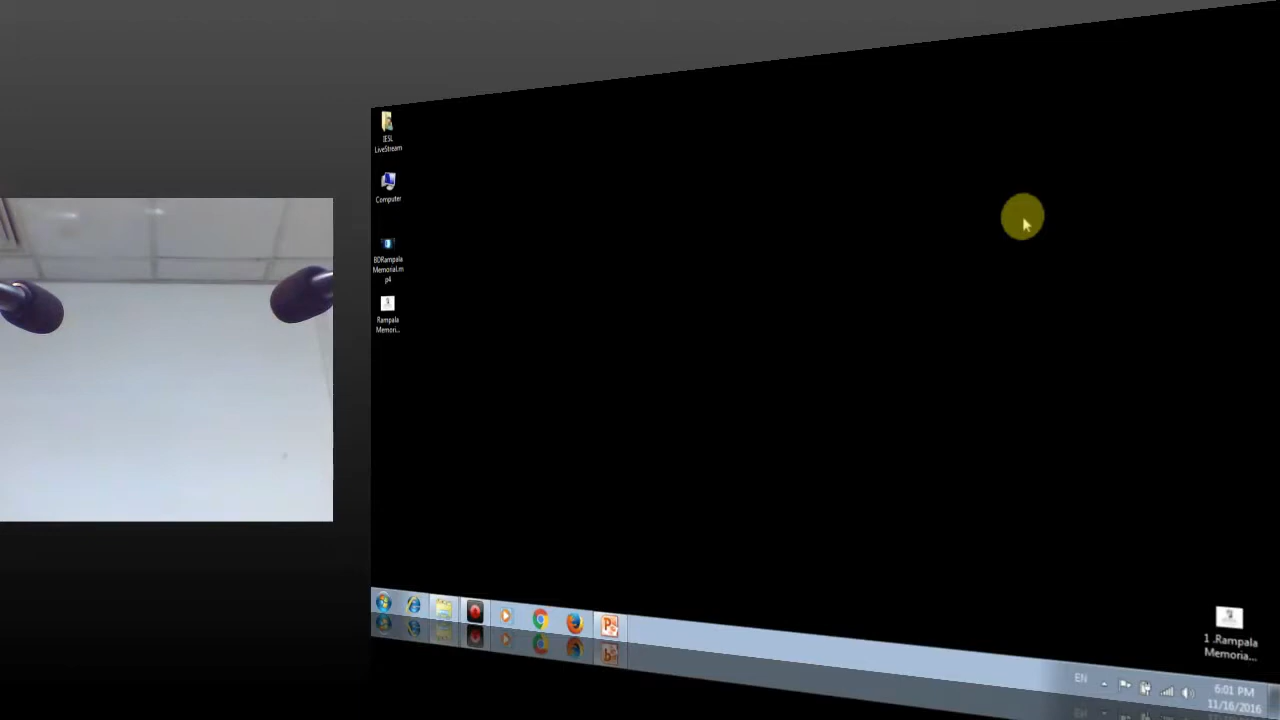 IESL
LiveStream
Computer
BDRampala
Memorial.m
p4
Rampala
Memori...
1 .Rampala
Memoria...
EN
6:01 PM
11/16/2016